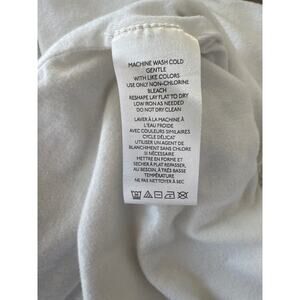 MACHINE WASH COLD
GENTLE
WITH LIKE COLORS
USE ONLY NON-CHLORINE
BLEACH
RESHAPE LAY FLAT TO DRY
LOW IRON AS NEEDED
DO NOT DRY CLEAN
LAVER À LA MACHINE À
L'EAU FROIDE
AVEC COULEURS SIMILAIRES
CYCLE DÉLICAT
UTILISER UN AGENT DE
BLANCHIMENT SANS CHLORE
SI NÉCESSAIRE
METTRE EN FORME ET
SÉCHER À PLAT REPASSER,
AU BESOIN, À TRÈS BASSE
TEMPÉRATURE
NE PAS NETTOYER À SEC